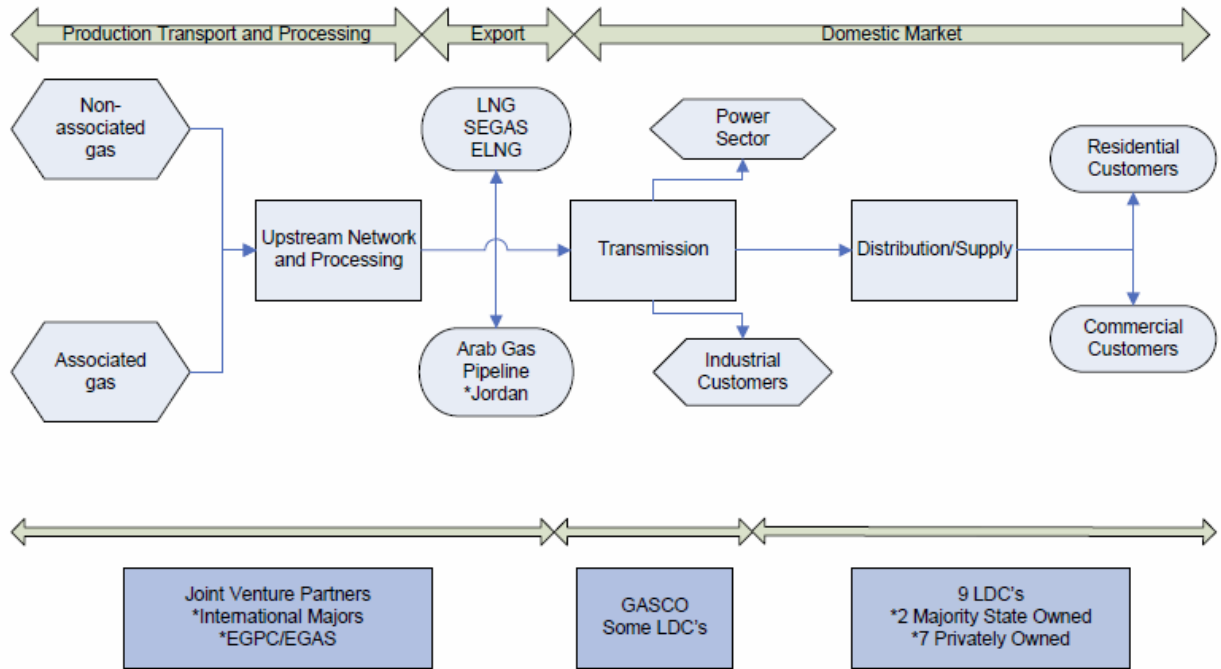 Production Transport and Processing
Export
Domestic Market
Non-
associated
gas
LNG
SEGAS
ELNG
Power
Sector
Residential
Customers
Upstream Network
and Processing
Transmission
Distribution/Supply
Associated
gas
Arab Gas
Pipeline
*Jordan
Industrial
Customers
Commercial
Customers
Joint Venture Partners
*International Majors
*EGPC/EGAS
GASCO
Some LDC's
9 LDC's
*2 Majority State Owned
*7 Privately Owned